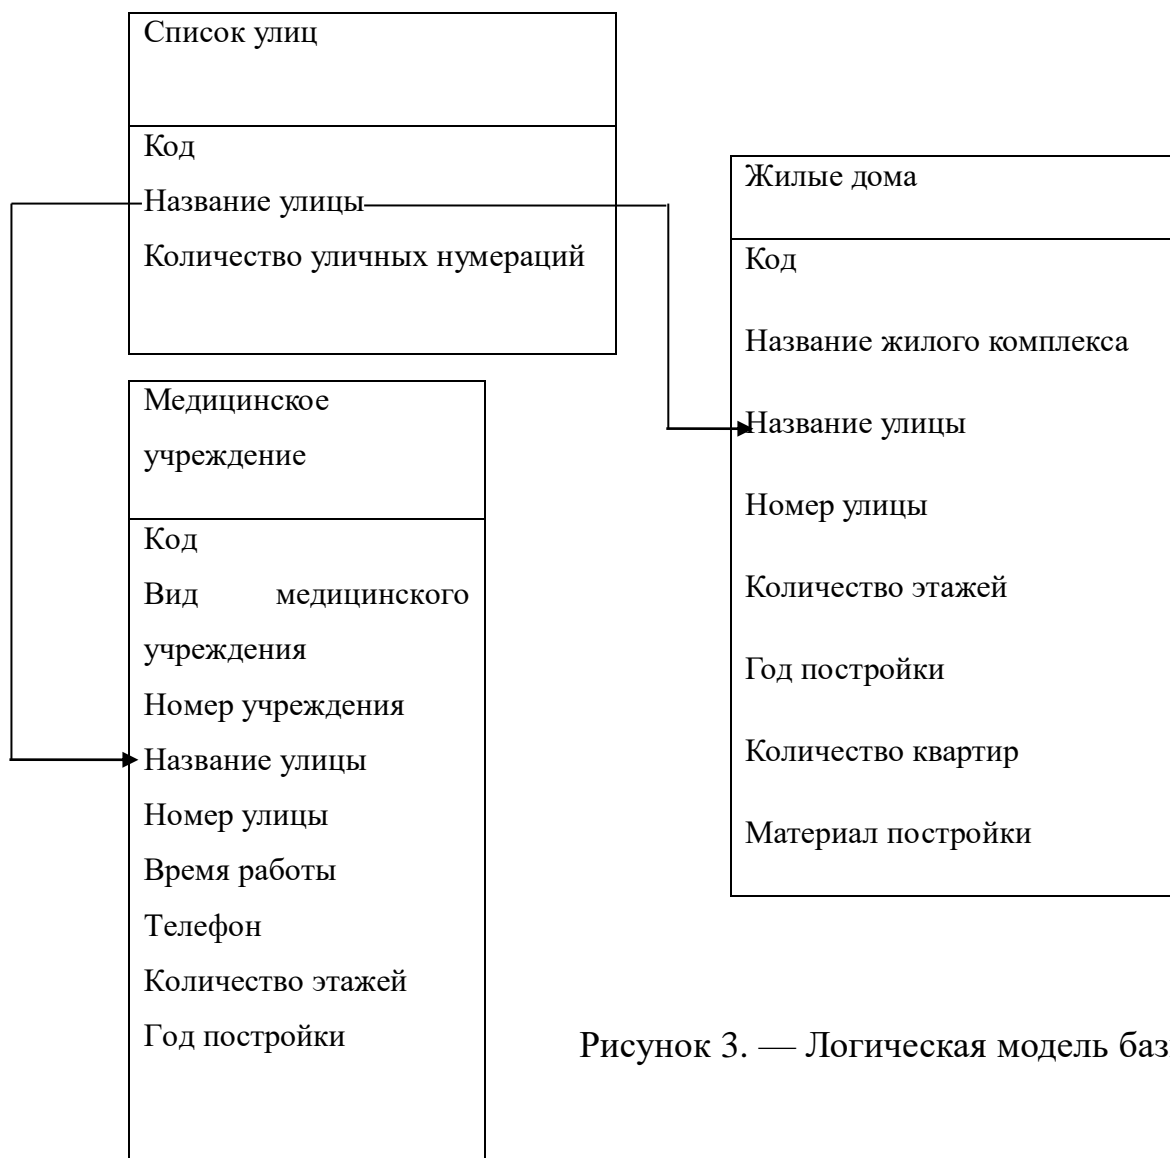 Список улиц
Код
Название улицы
Количество уличных нумераций
Жилые дома
Код
Название жилого комплекса
Название улицы
Номер улицы
Количество этажей
Год постройки
Количество квартир
Материал постройки
Медицинское
учреждение
Код
Вид медицинского
учреждения
Номер учреждения
Название улицы
Номер улицы
Время работы
Телефон
Количество этажей
Год постройки
Рисунок 3. — Логическая модель баз